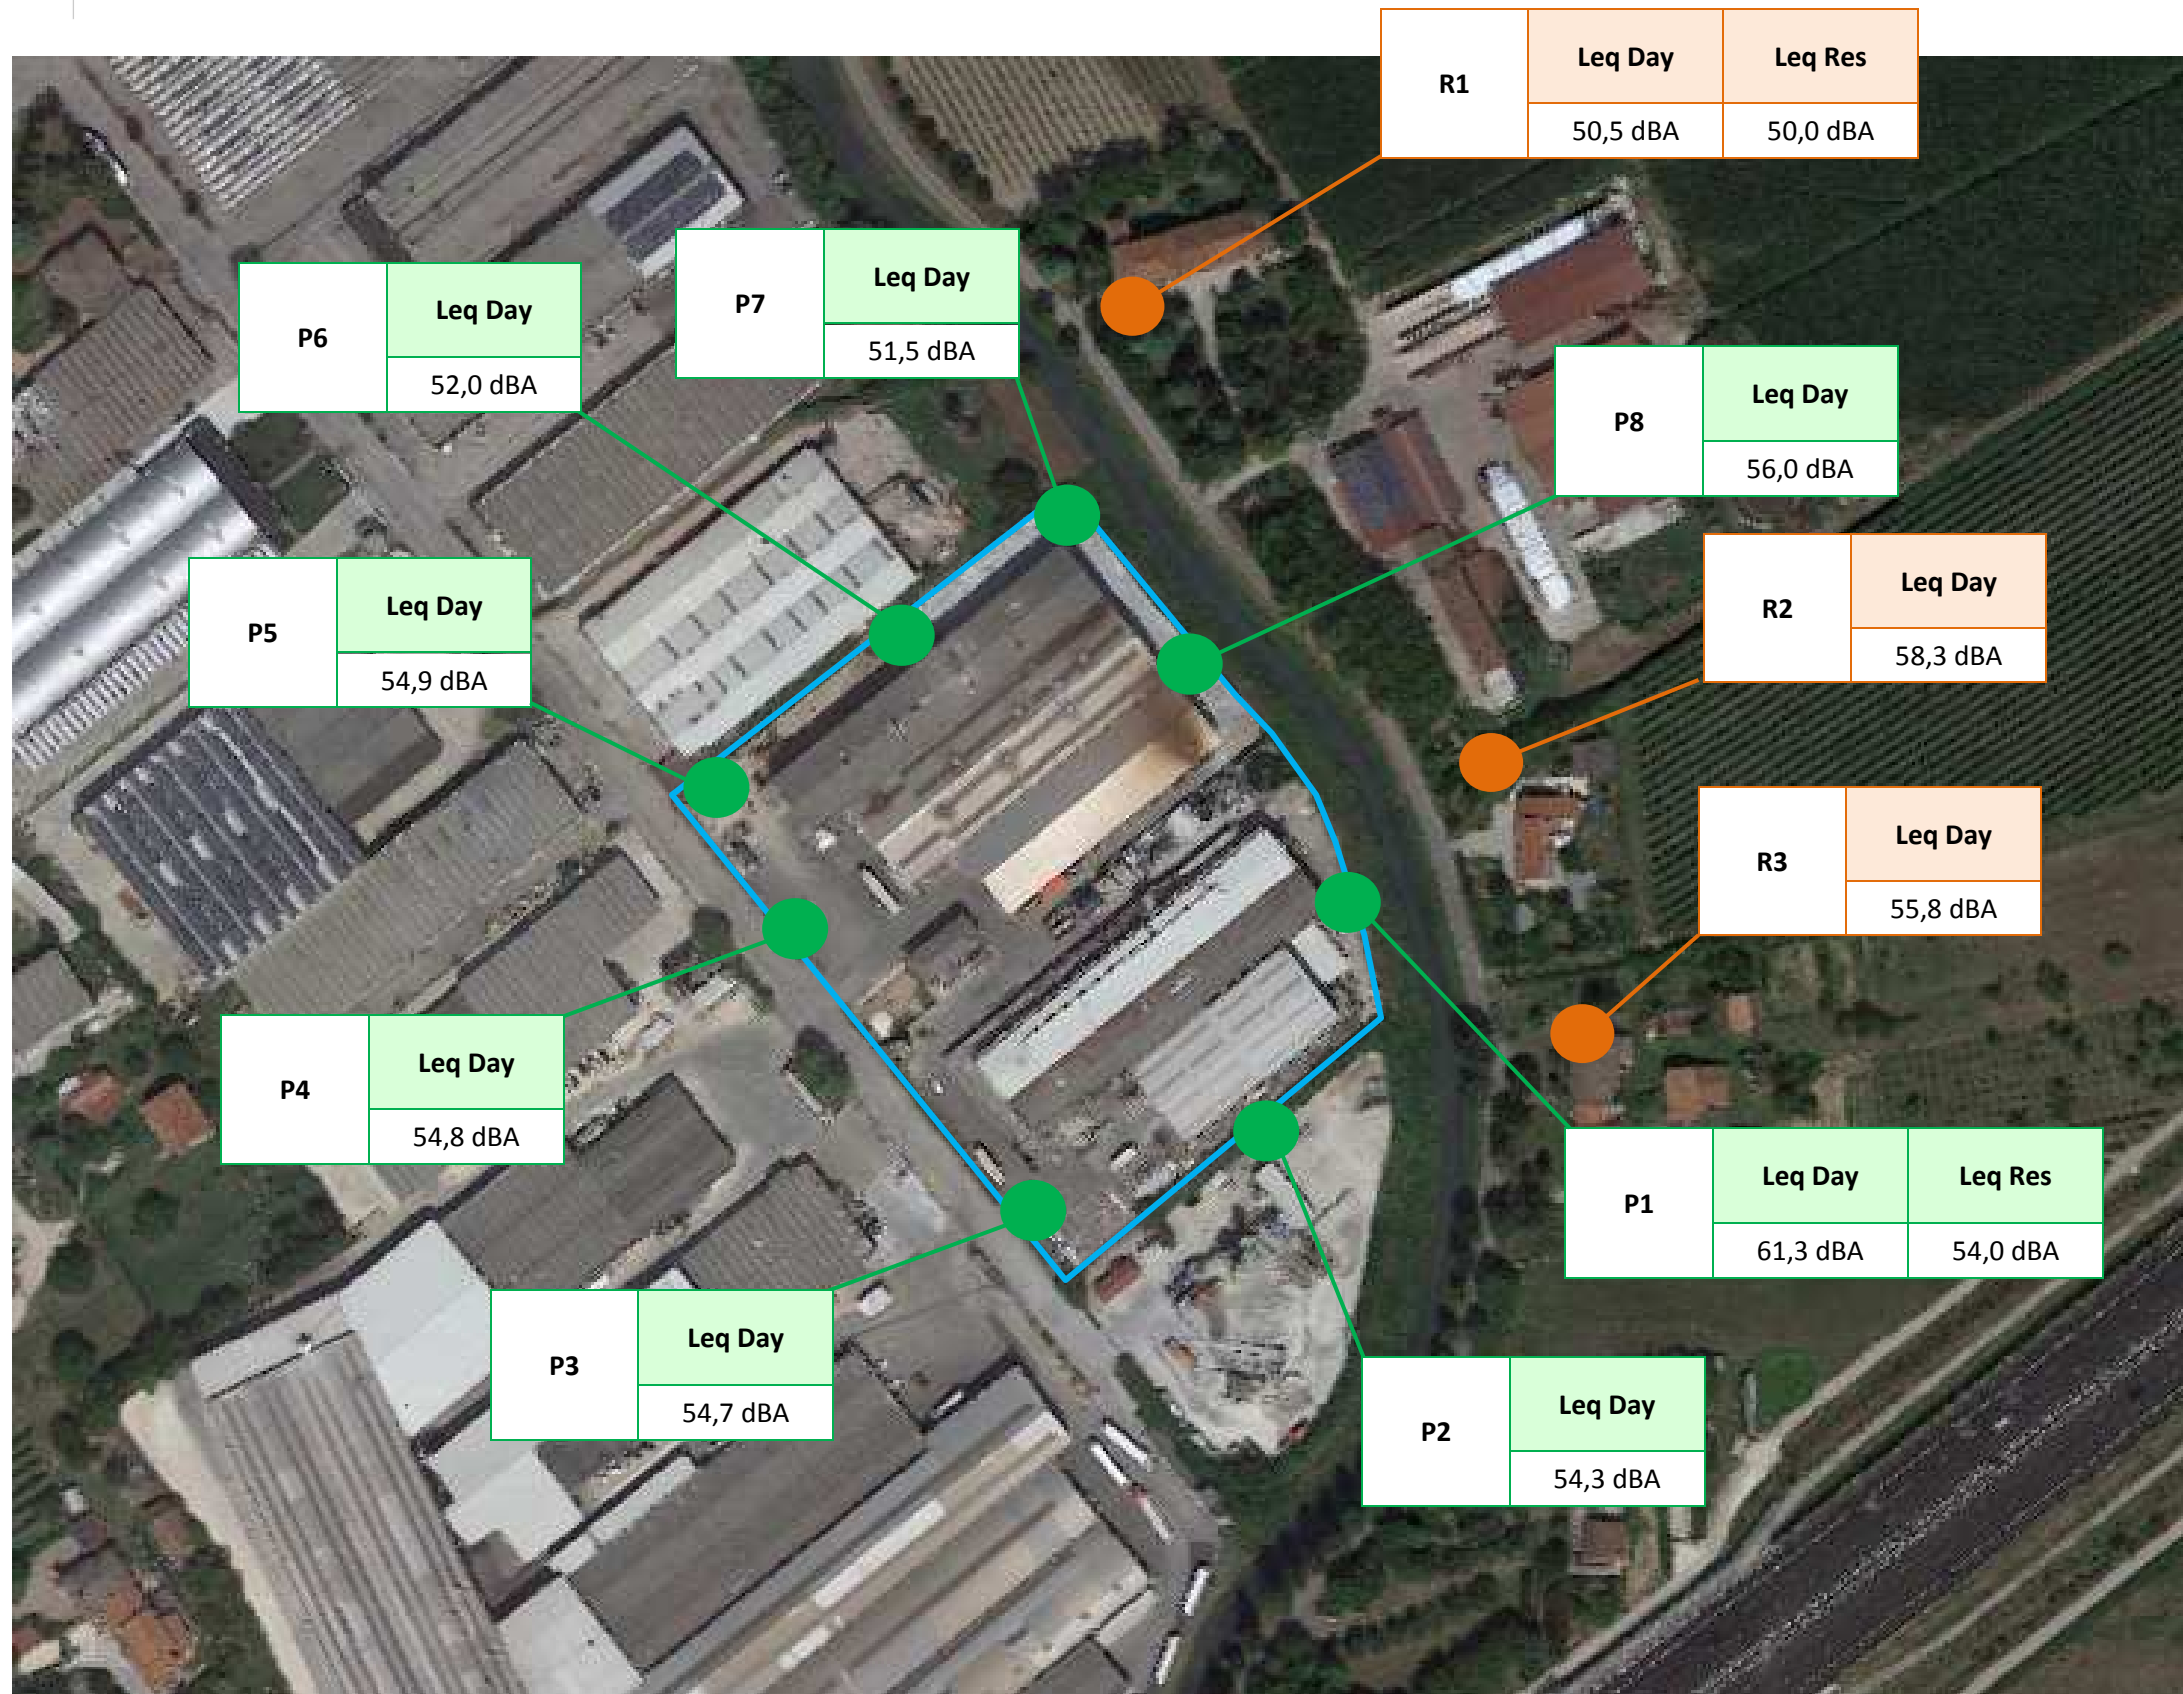 R1
Leq Day
Leq Res
50,5 dBA
50,0 dBA
P7
Leq Day
51,5 dBA
P6
Leq Day
52,0 dBA
P8
Leq Day
56,0 dBA
P5
Leq Day
54,9 dBA
R2
Leq Day
58,3 dBA
R3
Leq Day
55,8 dBA
P4
Leq Day
54,8 dBA
P1
Leq Day
Leq Res
61,3 dBA
54,0 dBA
P3
Leq Day
54,7 dBA
P2
Leq Day
54,3 dBA